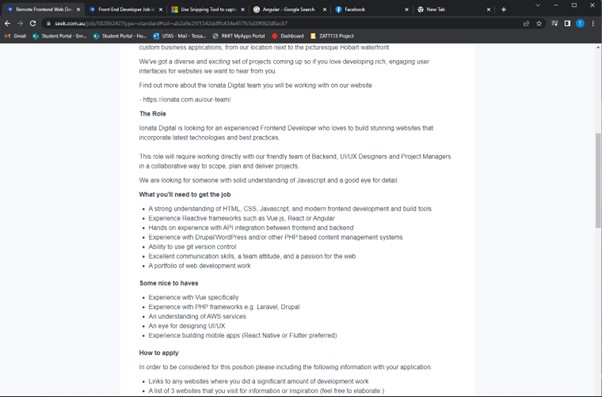 Remote Frontend Web De
Front End Developer Job
Use Snipping Tool to capt
Angular - Google Search
Facebook
New Tab
seek.com.au
Gmail
Student Portal - Ho...
UTAS - Mail - Tessa...
RMIT MyApps Portal
Dashboard
ZATT113 Project
custom business applications, from our location next to the picturesque Hobart waterfront.
We've got a diverse and exciting set of projects coming up so if you love developing rich, engaging user
interfaces for websites we want to hear from you.
Find out more about the Ionata Digital team you will be working with on our website
- https://ionata.com.au/our-team/
The Role
Ionata Digital is looking for an experienced Frontend Developer who loves to build stunning websites that
incorporate latest technologies and best practices.
This role will require working directly with our friendly team of Backend, UI/UX Designers and Project Managers
in a collaborative way to scope, plan and deliver projects.
We are looking for someone with solid understanding of Javascript and a good eye for detail.
What you'll need to get the job
• A strong understanding of HTML, CSS, Javascript, and modern frontend development and build tools
• Experience Reactive frameworks such as Vue.js, React or Angular
• Hands on experience with API integration between frontend and backend
• Experience with Drupal/WordPress and/or other PHP based content management systems
• Ability to use git version control
• Excellent communication skills, a team attitude, and a passion for the web
• A portfolio of web development work
Some nice to haves
• Experience with Vue specifically
• Experience with PHP frameworks e.g. Laravel, Drupal
• An understanding of AWS services
• An eye for designing UI/UX
• Experience building mobile apps (React Native or Flutter preferred)
How to apply
In order to be considered for this position please including the following information with your application.
• Links to any websites where you did a significant amount of development work
• A list of 3 websites that you visit for information or inspiration (feel free to elaborate.)